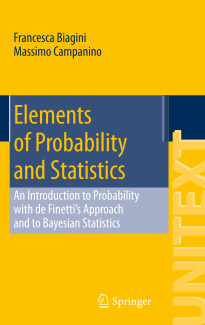 Francesca Biagini
Massimo Campanino
Elements
of Probability
and Statistics
An Introduction to Probability
with de Finetti's Approach
and to Bayesian Statistics
UNITEXT
Springer